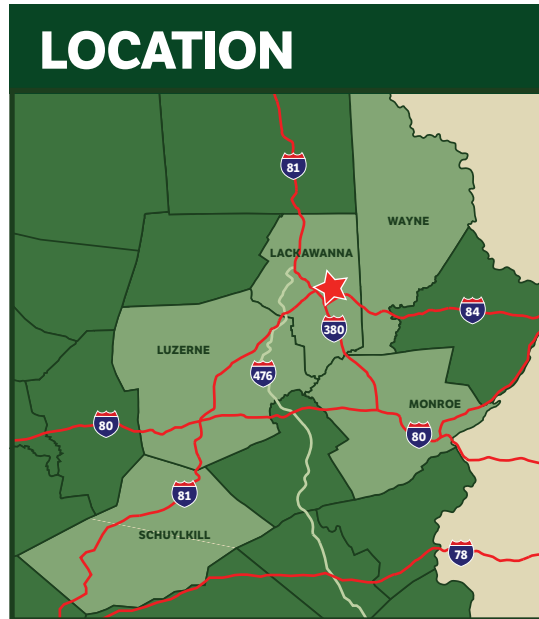 LOCATION
81
WAYNE
LACKAWANNA
84
380
LUZERNE
476
MONROE
80
80
81
SCHUYLKILL
78